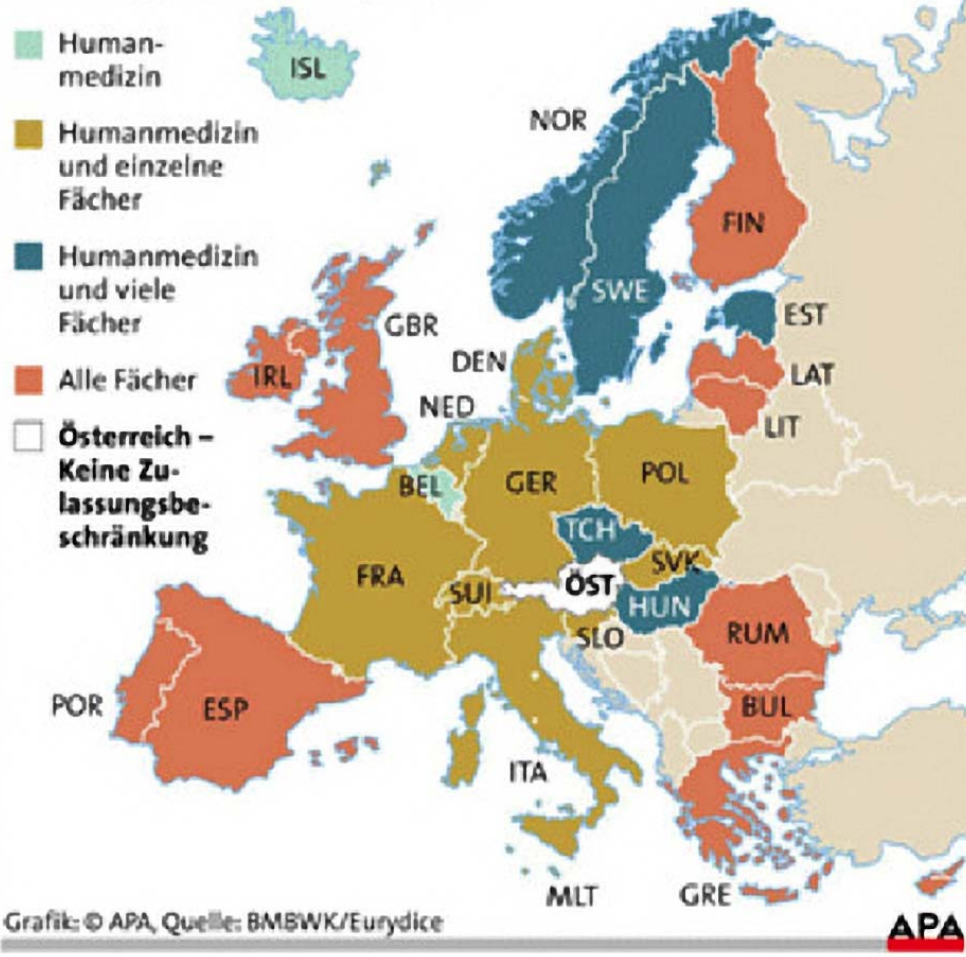 Human-
medizin
Humanmedizin
und einzelne
Fächer
Humanmedizin
und viele
Fächer
Alle Fächer
Österreich –
Keine Zu-
lassungsbe-
schränkung
ISL
NOR
FIN
SWE
EST
GBR
DEN
IRL
LAT
NED
LIT
BEL
GER
POL
TCH
FRA
SUI
ÖST
SVK
HUN
SLO
RUM
POR
ESP
BUL
ITA
MLT
GRE
Grafik: © APA, Quelle: BMBWK/Eurydice
APA